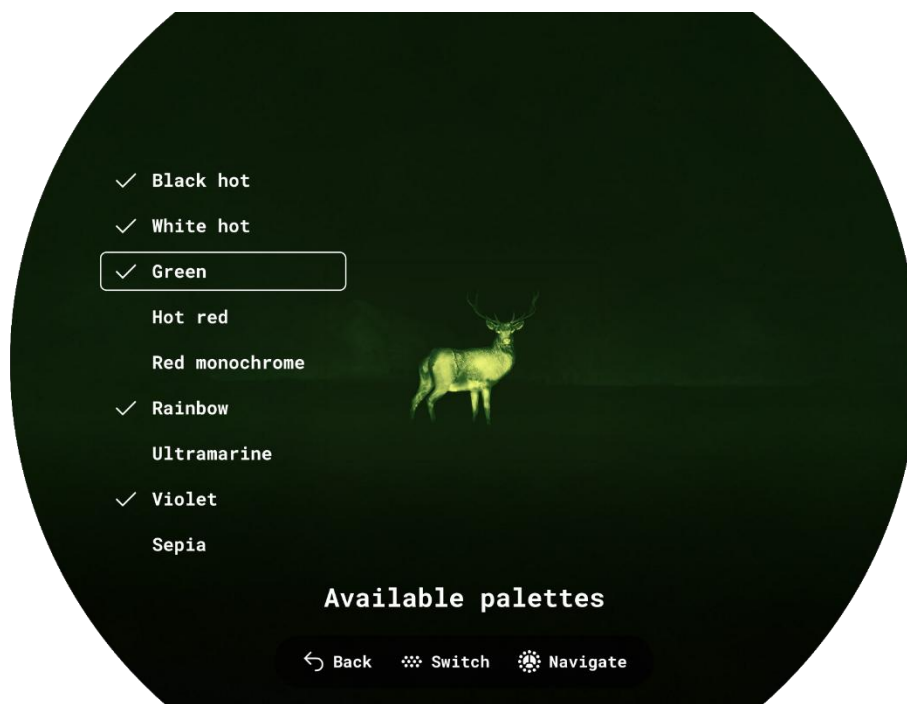 Black hot
White hot
Green
Hot red
Red monochrome
Rainbow
Ultramarine
Violet
Sepia
Available palettes
Back Switch Navigate